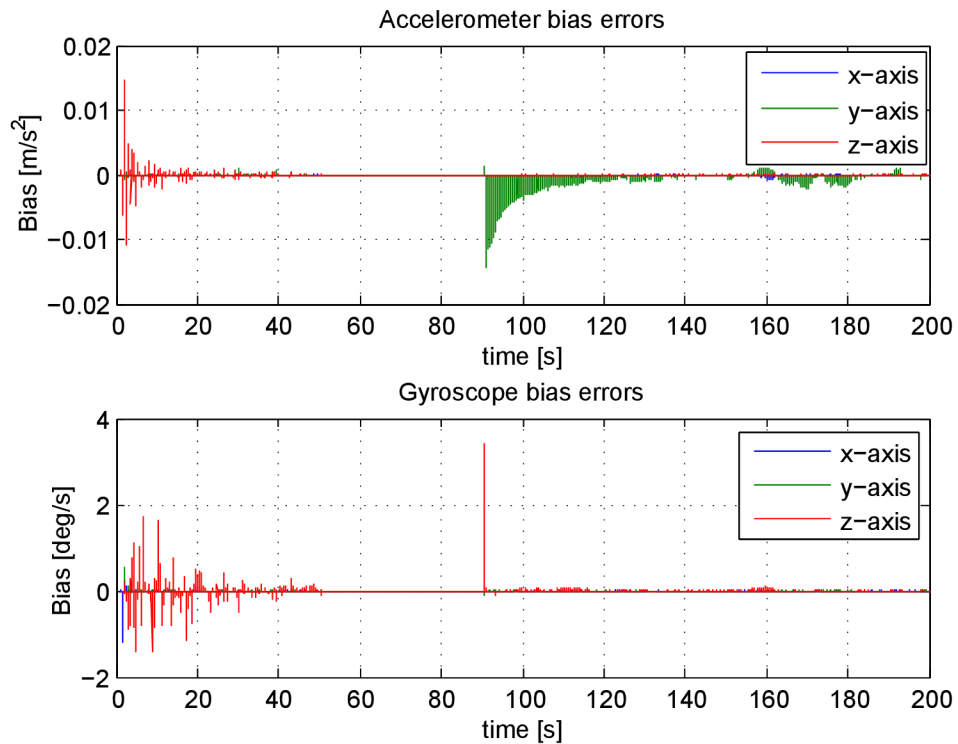 Accelerometer bias errors
0.02
0.01
0
−0.01
−0.02
Bias [m/s²]
x−axis
y−axis
z−axis
0 20 40 60 80 100 120 140 160 180 200
time [s]
Gyroscope bias errors
4
2
0
−2
Bias [deg/s]
x−axis
y−axis
z−axis
0 20 40 60 80 100 120 140 160 180 200
time [s]